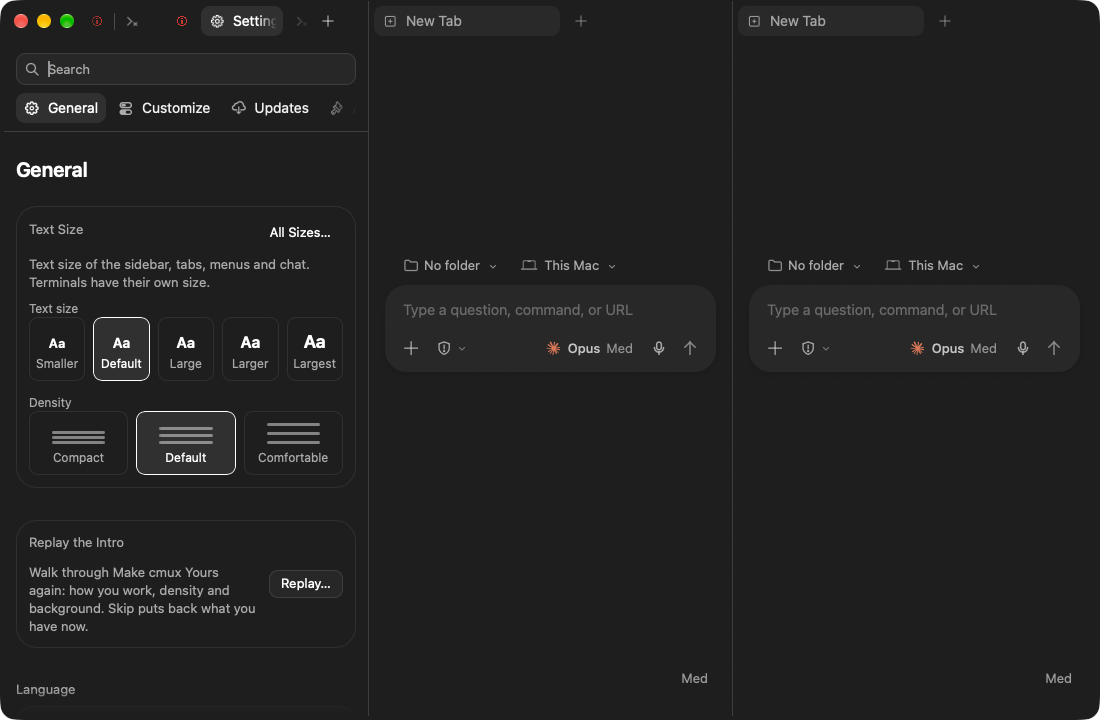 Setting
New Tab
New Tab
Search
General
Customize
Updates
General
Text Size
All Sizes...
Text size of the sidebar, tabs, menus and chat.
Terminals have their own size.
Text size
Aa
Smaller
Aa
Default
Aa
Large
Aa
Larger
Aa
Largest
Density
Compact
Default
Comfortable
Replay the Intro
Walk through Make cmux Yours
again: how you work, density and
background. Skip puts back what you
have now.
Replay...
Language
No folder
This Mac
Type a question, command, or URL
Opus Med
Med
No folder
This Mac
Type a question, command, or URL
Opus Med
Med